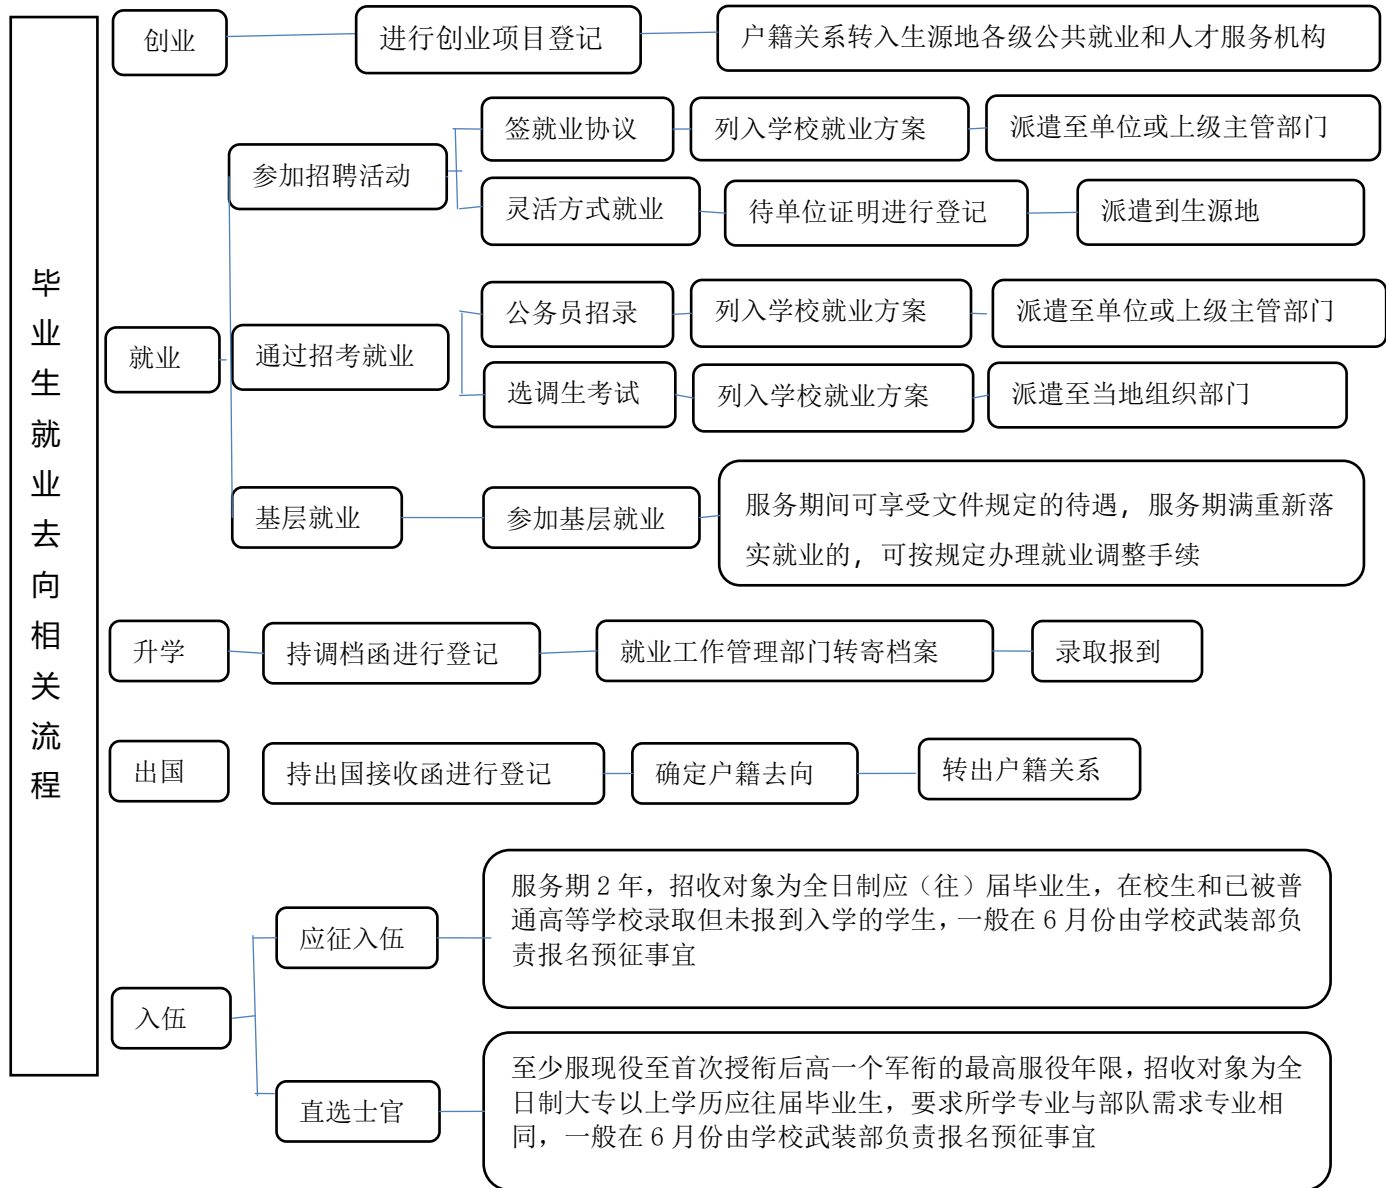 毕业生就业去向相关流程
创业
进行创业项目登记
户籍关系转入生源地各级公共就业和人才服务机构
就业
参加招聘活动
签就业协议
列入学校就业方案
派遣至单位或上级主管部门
灵活方式就业
待单位证明进行登记
派遣到生源地
通过招考就业
公务员招录
列入学校就业方案
派遣至单位或上级主管部门
选调生考试
列入学校就业方案
派遣至当地组织部门
基层就业
参加基层就业
服务期间可享受文件规定的待遇，服务期满重新落
实就业的，可按规定办理就业调整手续
升学
持调档函进行登记
就业工作管理部门转寄档案
录取报到
出国
持出国接收函进行登记
确定户籍去向
转出户籍关系
入伍
应征入伍
服务期2年，招收对象为全日制应（往）届毕业生，在校生和已被普
通高等学校录取但未报到入学的学生，一般在6月份由学校武装部负
责报名预征事宜
直选士官
至少服现役至首次授衔后高一个军衔的最高服役年限，招收对象为全
日制大专以上学历应往届毕业生，要求所学专业与部队需求专业相
同，一般在6月份由学校武装部负责报名预征事宜